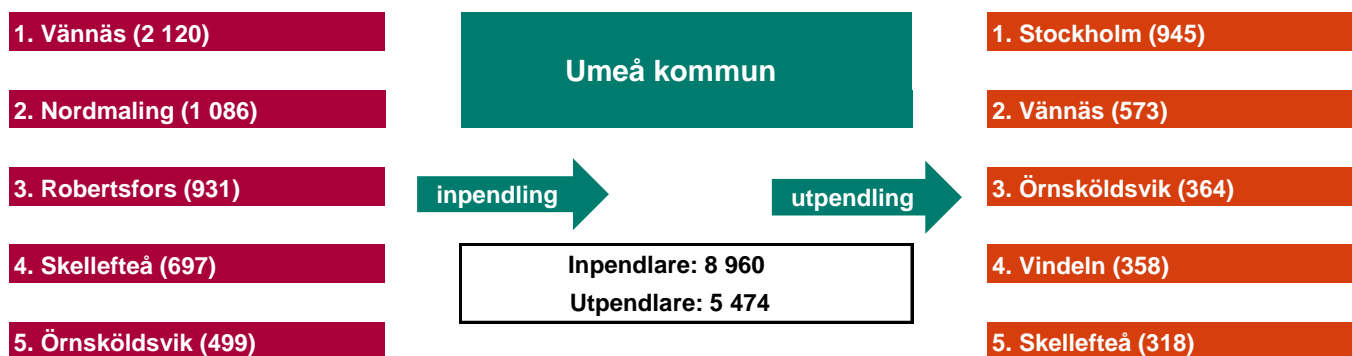 1. Vännäs (2 120)
2. Nordmaling (1 086)
3. Robertsfors (931)
4. Skellefteå (697)
5. Örnsköldsvik (499)
Umeå kommun
inpendling
utpendling
Inpendlare: 8 960
Utpendlare: 5 474
1. Stockholm (945)
2. Vännäs (573)
3. Örnsköldsvik (364)
4. Vindeln (358)
5. Skellefteå (318)